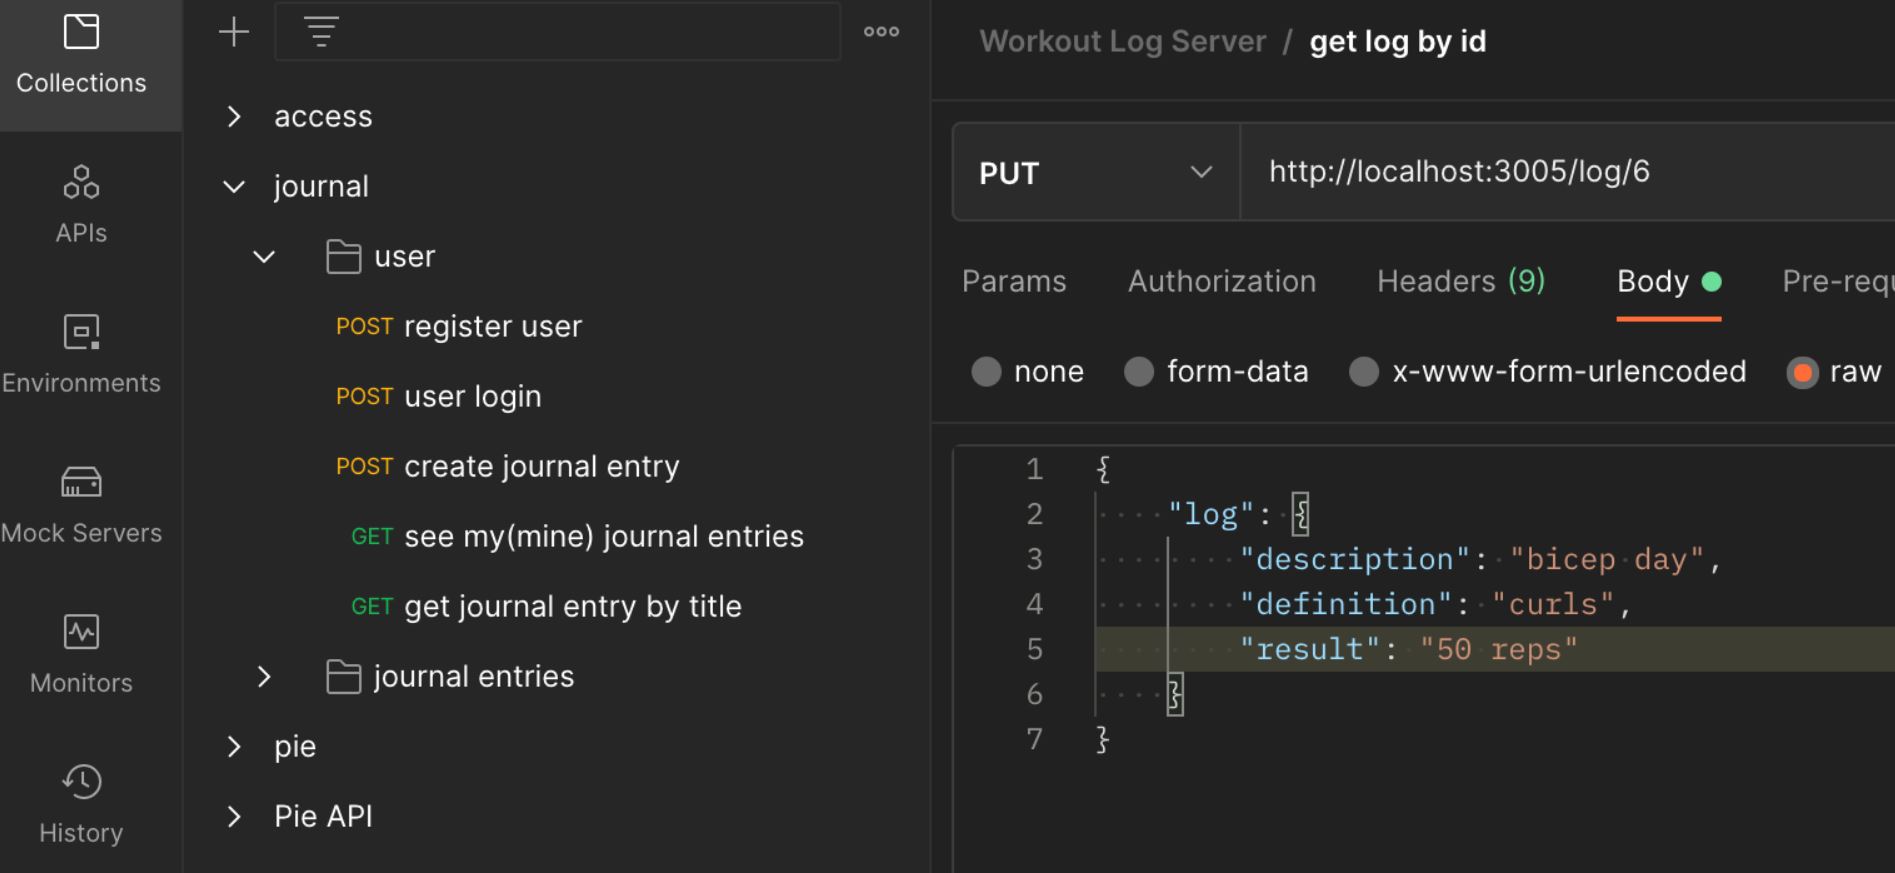 Collections
APIs
Environments
Mock Servers
Monitors
History
access
journal
user
POST register user
POST user login
POST create journal entry
GET see my(mine) journal entries
GET get journal entry by title
journal entries
pie
Pie API
Workout Log Server / get log by id
PUT http://localhost:3005/log/6
Params Authorization Headers (9) Body Pre-requ
none form-data x-www-form-urlencoded raw
1 {
2 "log": {
3 "description": "bicep day",
4 "definition": "curls",
5 "result": "50 reps"
6 }
7 }